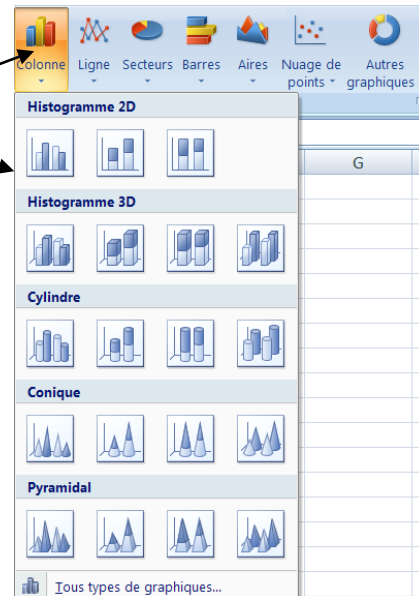 Colonne Ligne Secteurs Barres Aires Nuage de points Autres graphiques
Histogramme 2D
G
Histogramme 3D
Cylindre
Conique
Pyramidal
Tous types de graphiques...